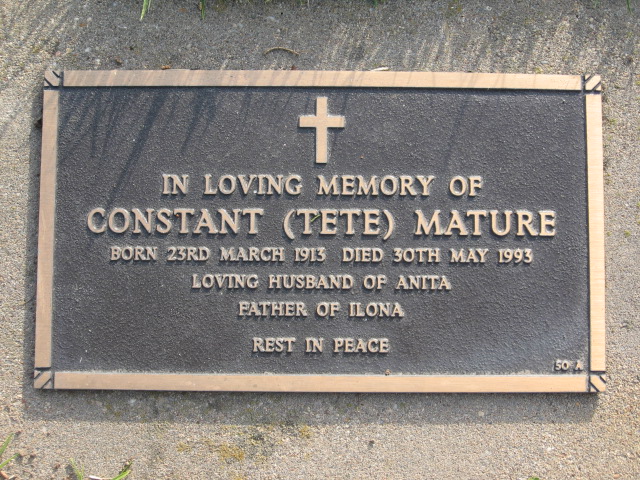 IN LOVING MEMORY OF
CONSTANT (TETE) MATURE
BORN 23RD MARCH 1913 DIED 30TH MAY 1993
LOVING HUSBAND OF ANITA
FATHER OF ILONA
REST IN PEACE
50 A